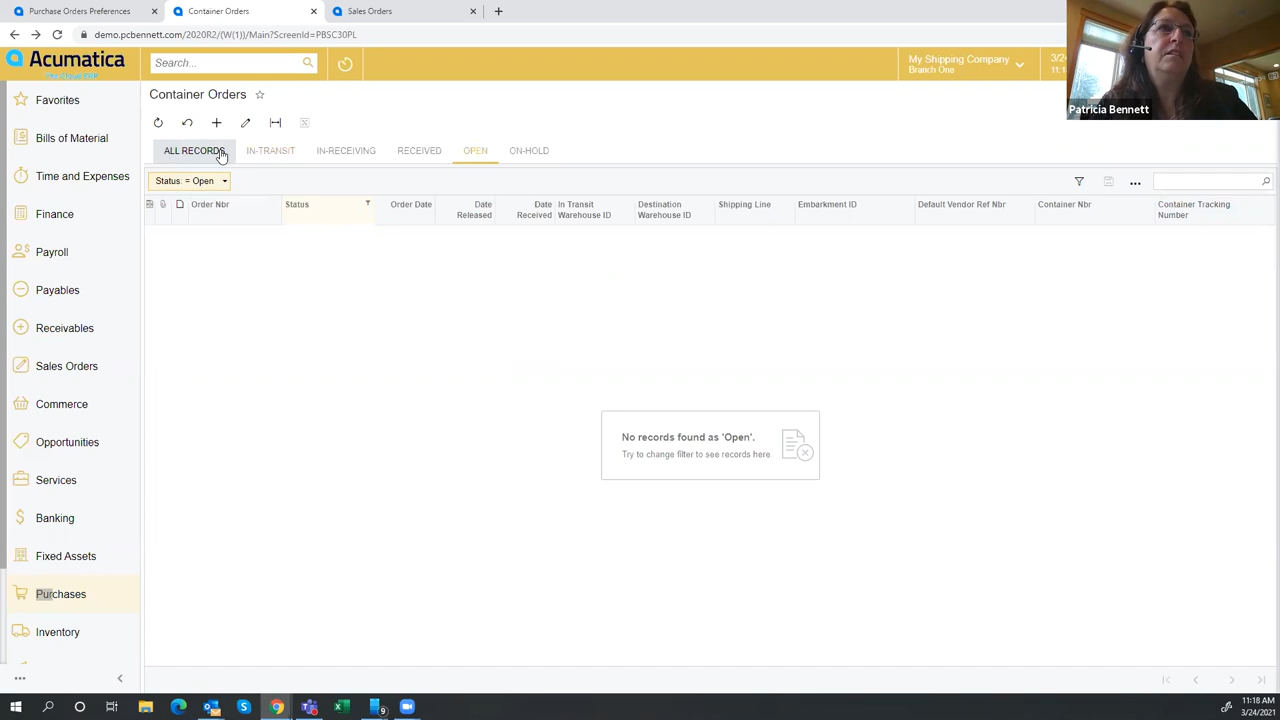 Purchase Orders Preferences
Container Orders
Sales Orders
demo.pcbennett.com/2020R2/(W(1))/Main?ScreenId=PBSC30PL
Acumatica
Search...
My Shipping Company
Branch One
3/24
Patricia Bennett
Favorites
Bills of Material
Time and Expenses
Finance
Payroll
Payables
Receivables
Sales Orders
Commerce
Opportunities
Services
Banking
Fixed Assets
Purchases
Inventory
Container Orders
ALL RECORDS
IN-TRANSIT
IN-RECEIVING
RECEIVED
OPEN
ON-HOLD
Status: = Open
Order Nbr
Status
Order Date
Date Released
Date Received
In Transit Warehouse ID
Destination Warehouse ID
Shipping Line
Embarkment ID
Default Vendor Ref Nbr
Container Nbr
Container Tracking Number
No records found as 'Open'.
Try to change filter to see records here
11:18 AM
3/24/2021